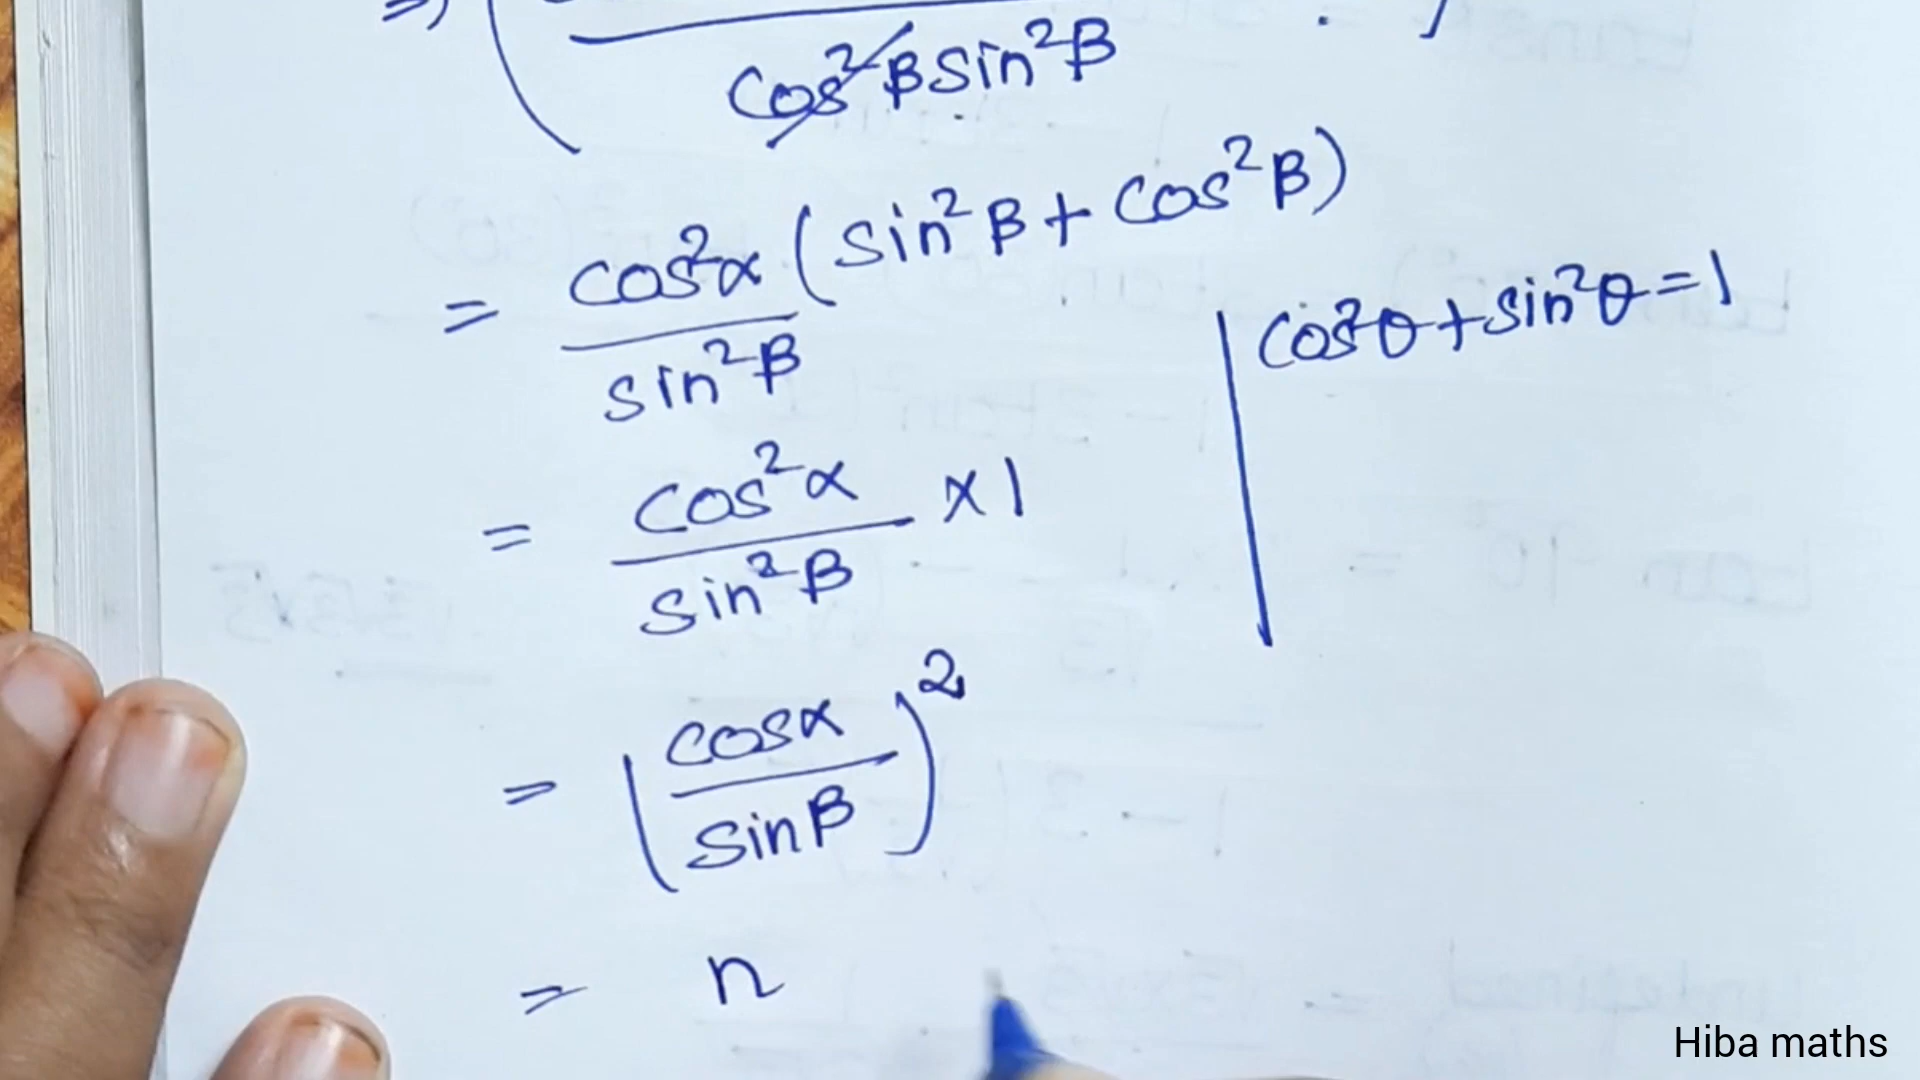 ⇒
cos²β sin²β
= cos²α/sin²β (sin²β + cos²β)
cos²θ + sin²θ = 1
= cos²α/sin²β × 1
= (cosα/sinβ)²
= n
Hiba maths